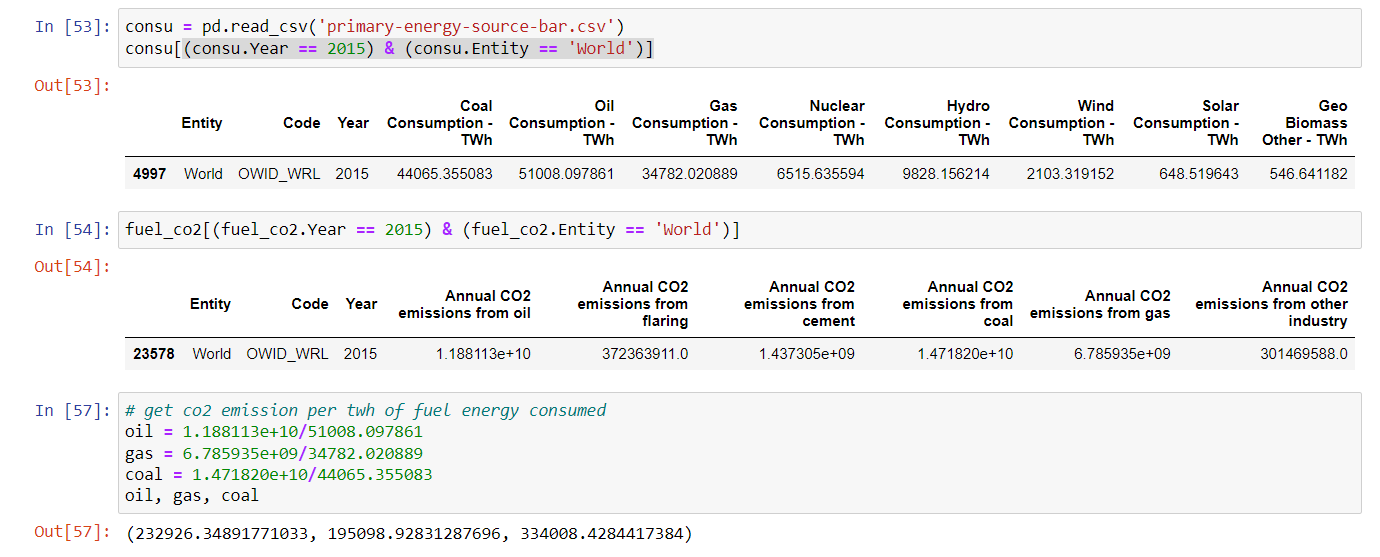 In [53]: consu = pd.read_csv('primary-energy-source-bar.csv')
consu[(consu.Year == 2015) & (consu.Entity == 'World')]
Out[53]:
Entity Code Year Coal Consumption - TWh Oil Consumption - TWh Gas Consumption - TWh Nuclear Consumption - TWh Hydro Consumption - TWh Wind Consumption - TWh Solar Consumption - TWh Geo Biomass Other - TWh
4997 World OWID_WRL 2015 44065.355083 51008.097861 34782.020889 6515.635594 9828.156214 2103.319152 648.519643 546.641182
In [54]: fuel_co2[(fuel_co2.Year == 2015) & (fuel_co2.Entity == 'World')]
Out[54]:
Entity Code Year Annual CO2 emissions from oil Annual CO2 emissions from flaring Annual CO2 emissions from cement Annual CO2 emissions from coal Annual CO2 emissions from gas Annual CO2 emissions from other industry
23578 World OWID_WRL 2015 1.188113e+10 372363911.0 1.437305e+09 1.471820e+10 6.785935e+09 301469588.0
In [57]: # get co2 emission per twh of fuel energy consumed
oil = 1.188113e+10/51008.097861
gas = 6.785935e+09/34782.020889
coal = 1.471820e+10/44065.355083
oil, gas, coal
Out[57]: (232926.34891771033, 195098.92831287696, 334008.4284417384)